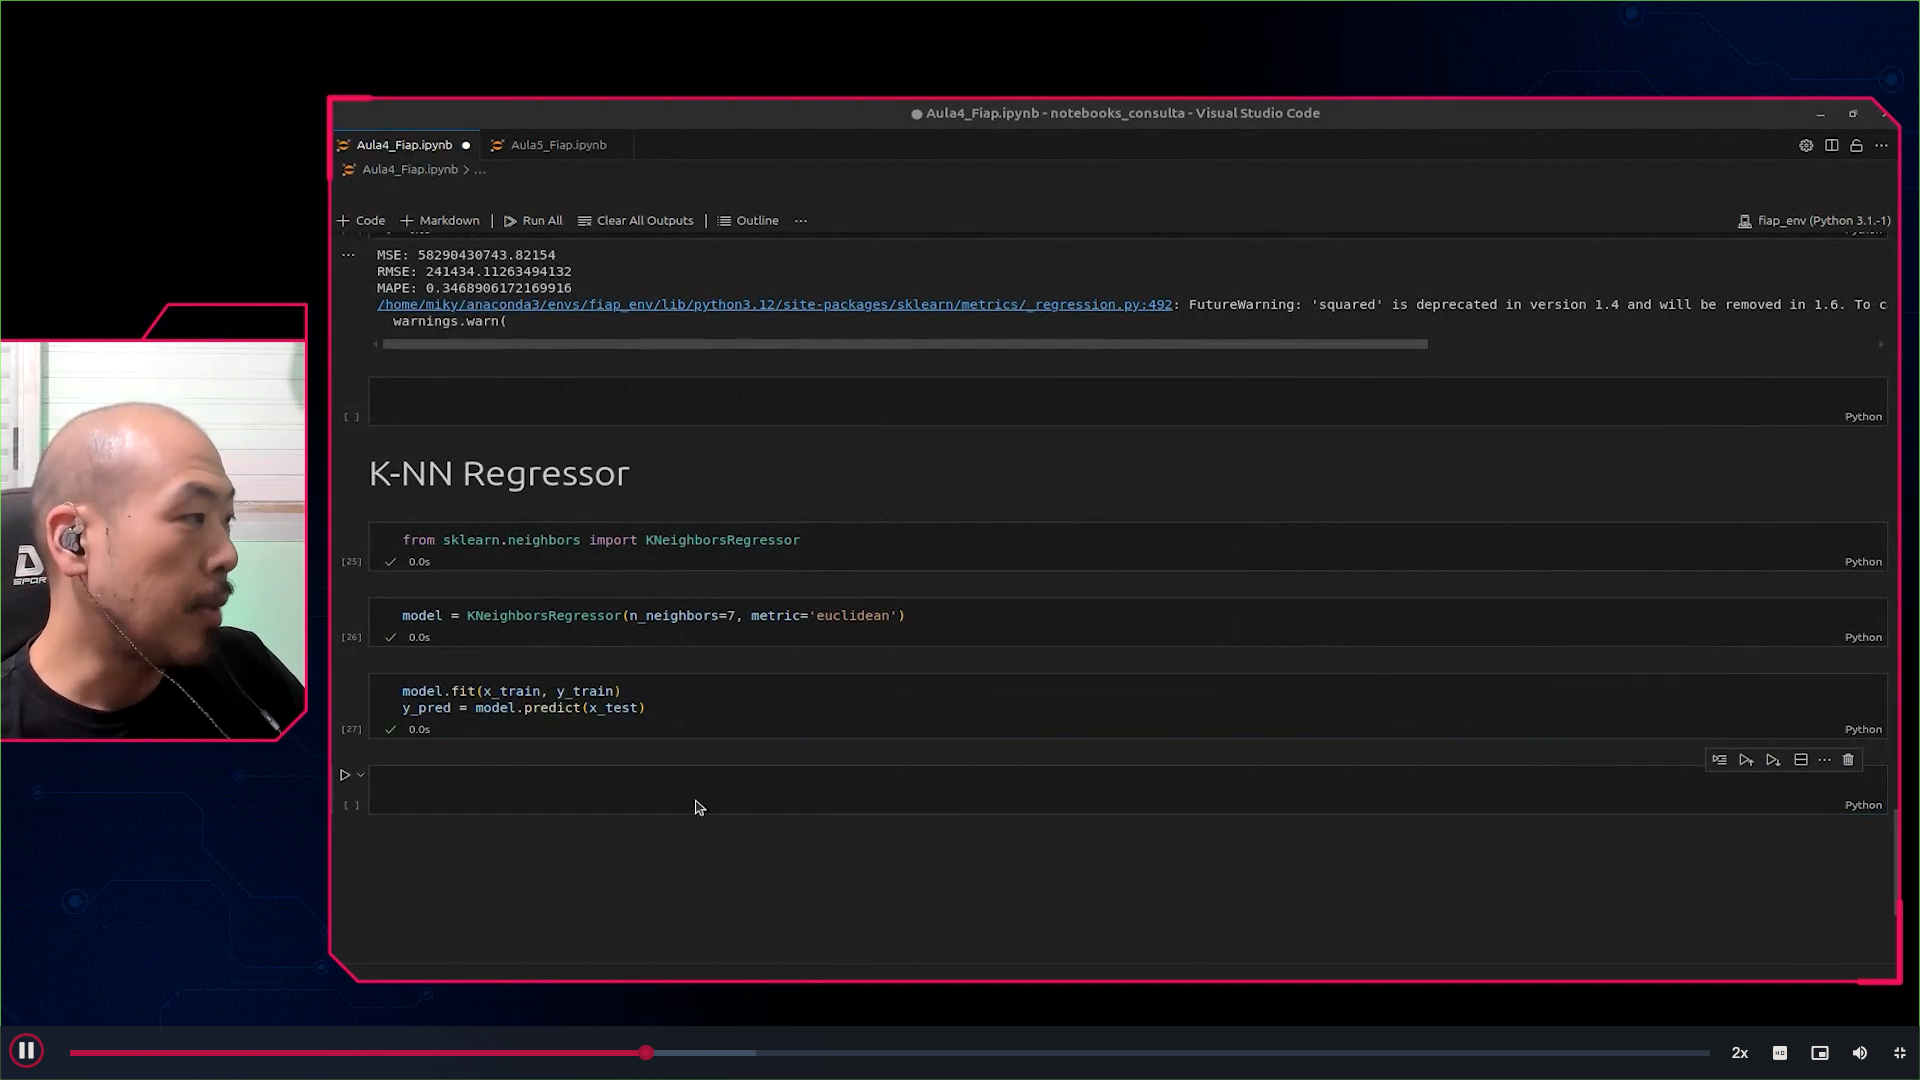 Aula4_Fiap.ipynb - notebooks_consulta - Visual Studio Code
Aula4_Fiap.ipynb
Aula5_Fiap.ipynb
Aula4_Fiap.ipynb > ...
Code
Markdown
Run All
Clear All Outputs
Outline
...
fiap_env (Python 3.1.-1)
MSE: 58290430743.82154
RMSE: 241434.11263494132
MAPE: 0.3468906172169916
/home/miky/anaconda3/envs/fiap_env/lib/python3.12/site-packages/sklearn/metrics/_regression.py:492: FutureWarning: 'squared' is deprecated in version 1.4 and will be removed in 1.6. To c
warnings.warn(
[ ]
Python
K-NN Regressor
from sklearn.neighbors import KNeighborsRegressor
[25]
0.0s
Python
model = KNeighborsRegressor(n_neighbors=7, metric='euclidean')
[26]
0.0s
Python
model.fit(x_train, y_train)
y_pred = model.predict(x_test)
[27]
0.0s
Python
[ ]
Python
D
SPOR
2x